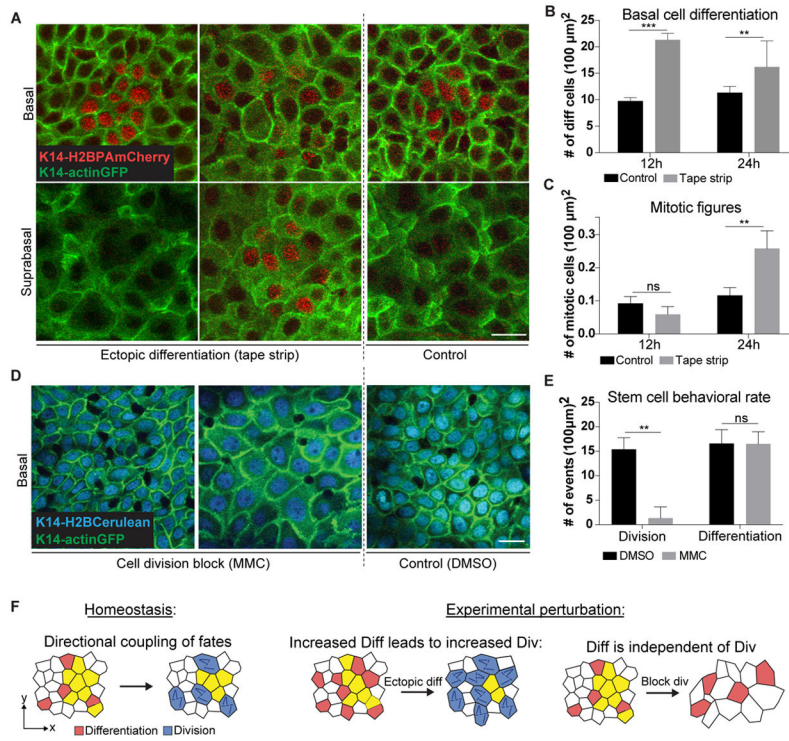 A
Basal
K14-H2BPAmCherry
K14-actinGFP
Suprabasal
Ectopic differentiation (tape strip)
Control
B
Basal cell differentiation
# of diff cells (100 µm)2
25
20
15
10
5
0
***
**
12h
24h
Control
Tape strip
C
Mitotic figures
# of mitotic cells (100 µm)2
0.3
0.2
0.1
0
ns
**
12h
24h
Control
Tape strip
D
Basal
K14-H2BCerulean
K14-actinGFP
Cell division block (MMC)
Control (DMSO)
E
Stem cell behavioral rate
# of events (100µm)2
25
20
15
10
5
0
**
ns
Division
Differentiation
DMSO
MMC
F
Homeostasis:
Experimental perturbation:
Directional coupling of fates
Increased Diff leads to increased Div:
Diff is independent of Div
Ectopic diff
Block div
y
x
Differentiation
Division